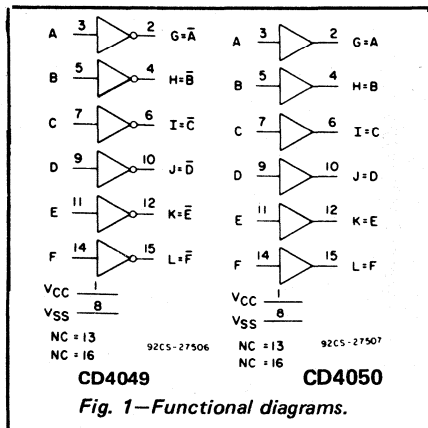 A 3 2 G=A̅
B 5 4 H=B̅
C 7 6 I=C̅
D 9 10 J=D̅
E 11 12 K=E̅
F 14 15 L=F̅
VCC 1
VSS 8
NC = 13
NC = 16
92CS-27506
CD4049
A 3 2 G=A
B 5 4 H=B
C 7 6 I=C
D 9 10 J=D
E 11 12 K=E
F 14 15 L=F
VCC 1
VSS 8
NC = 13
NC = 16
92CS-27507
CD4050
Fig. 1—Functional diagrams.